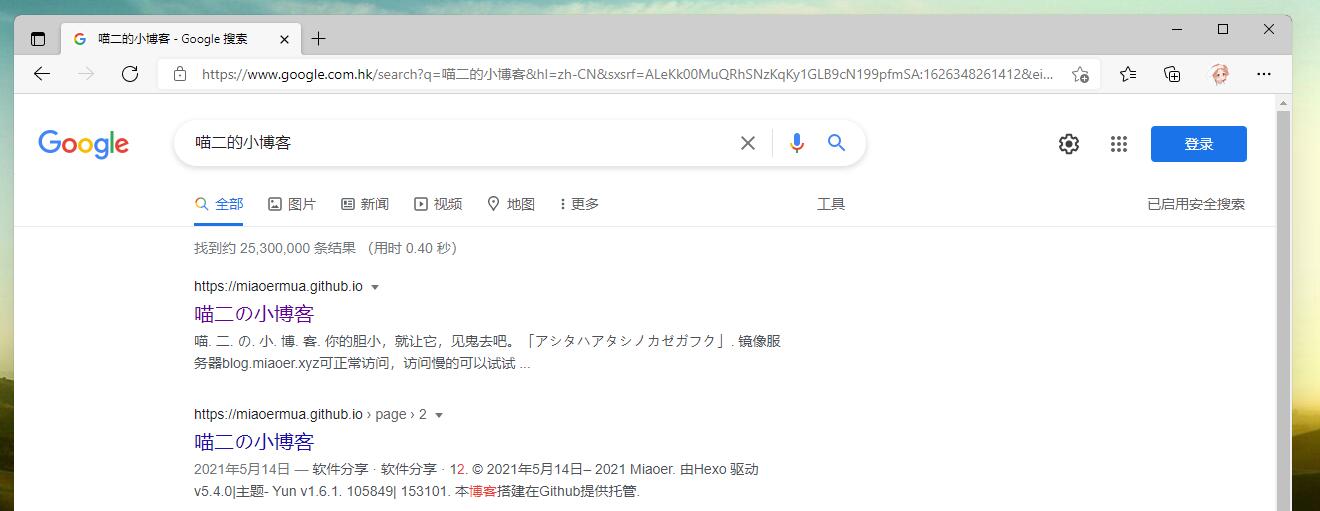 喵二的小博客 - Google 搜索
https://www.google.com.hk/search?q=喵二的小博客&hl=zh-CN&sxsrf=ALeKk00MuQRhSNzKqKy1GLB9cN199pfmSA:1626348261412&ei...
Google 喵二的小博客 登录
全部 图片 新闻 视频 地图 更多 工具 已启用安全搜索
找到约 25,300,000 条结果 （用时 0.40 秒）
https://miaoermua.github.io
喵二の小博客
喵. 二. の. 小. 博. 客. 你的胆小，就让它，见鬼去吧。「アシタハアタシノカゼガフク」. 镜像服
务器blog.miaoer.xyz可正常访问，访问慢的可以试试 ...
https://miaoermua.github.io › page › 2
喵二の小博客
2021年5月14日 — 软件分享 · 软件分享 · 12. © 2021年5月14日– 2021 Miaoer. 由Hexo 驱动
v5.4.0|主题- Yun v1.6.1. 105849| 153101. 本博客搭建在Github提供托管.